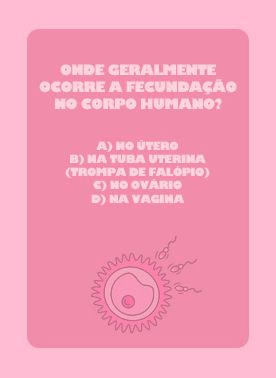 ONDE GERALMENTE
OCORRE A FECUNDAÇÃO
NO CORPO HUMANO?
A) NO ÚTERO
B) NA TUBA UTERINA
(TROMPA DE FALÓPIO)
C) NO OVÁRIO
D) NA VAGINA